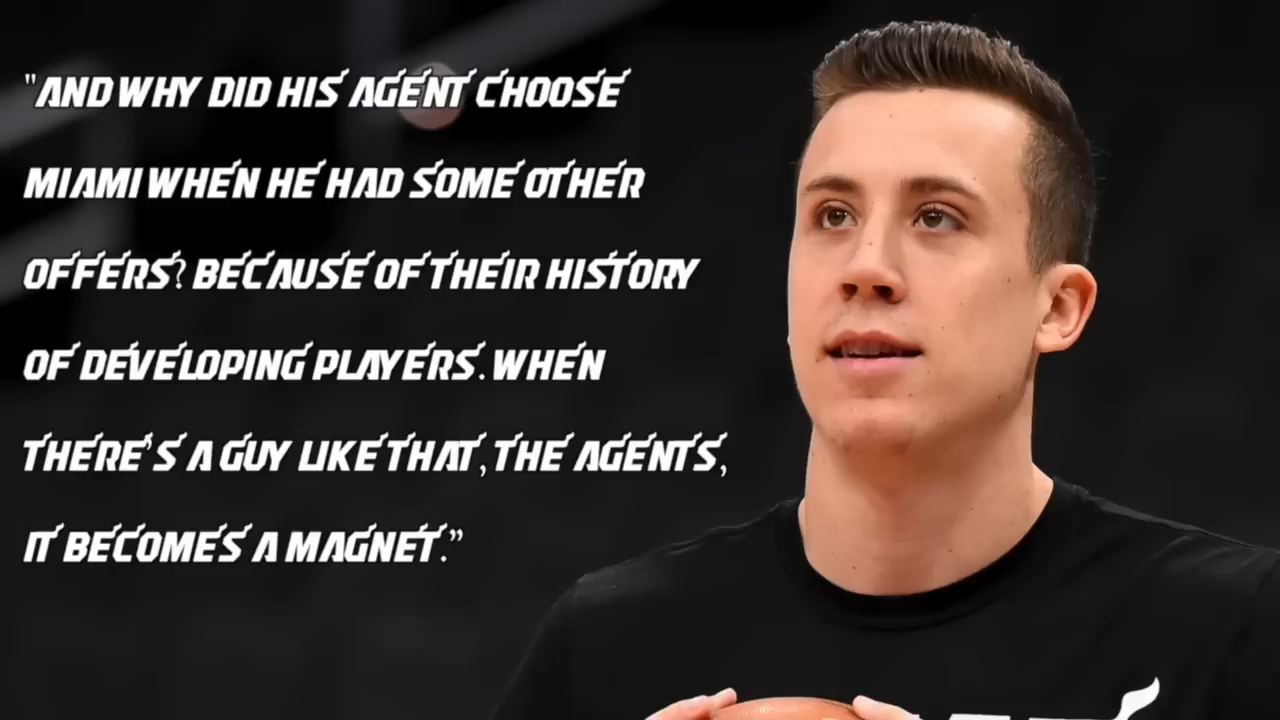 "AND WHY DID HIS AGENT CHOOSE
MIAMI WHEN HE HAD SOME OTHER
OFFERS? BECAUSE OF THEIR HISTORY
OF DEVELOPING PLAYERS. WHEN
THERE'S A GUY LIKE THAT, THE AGENTS,
IT BECOMES A MAGNET.”